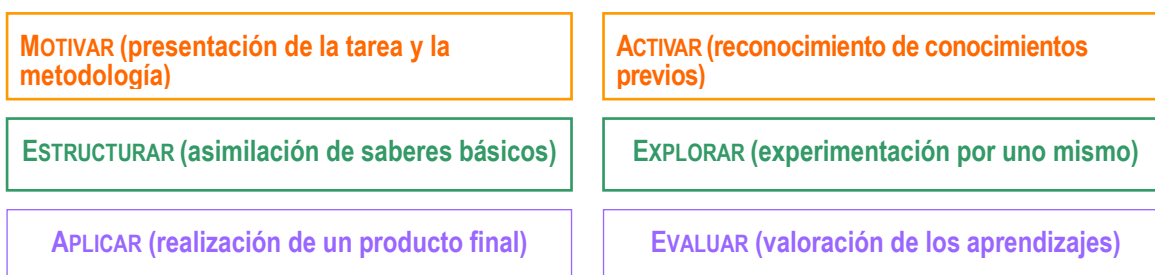 MOTIVAR (presentación de la tarea y la
metodología)
ACTIVAR (reconocimiento de conocimientos
previos)
ESTRUCTURAR (asimilación de saberes básicos)
EXPLORAR (experimentación por uno mismo)
APLICAR (realización de un producto final)
EVALUAR (valoración de los aprendizajes)